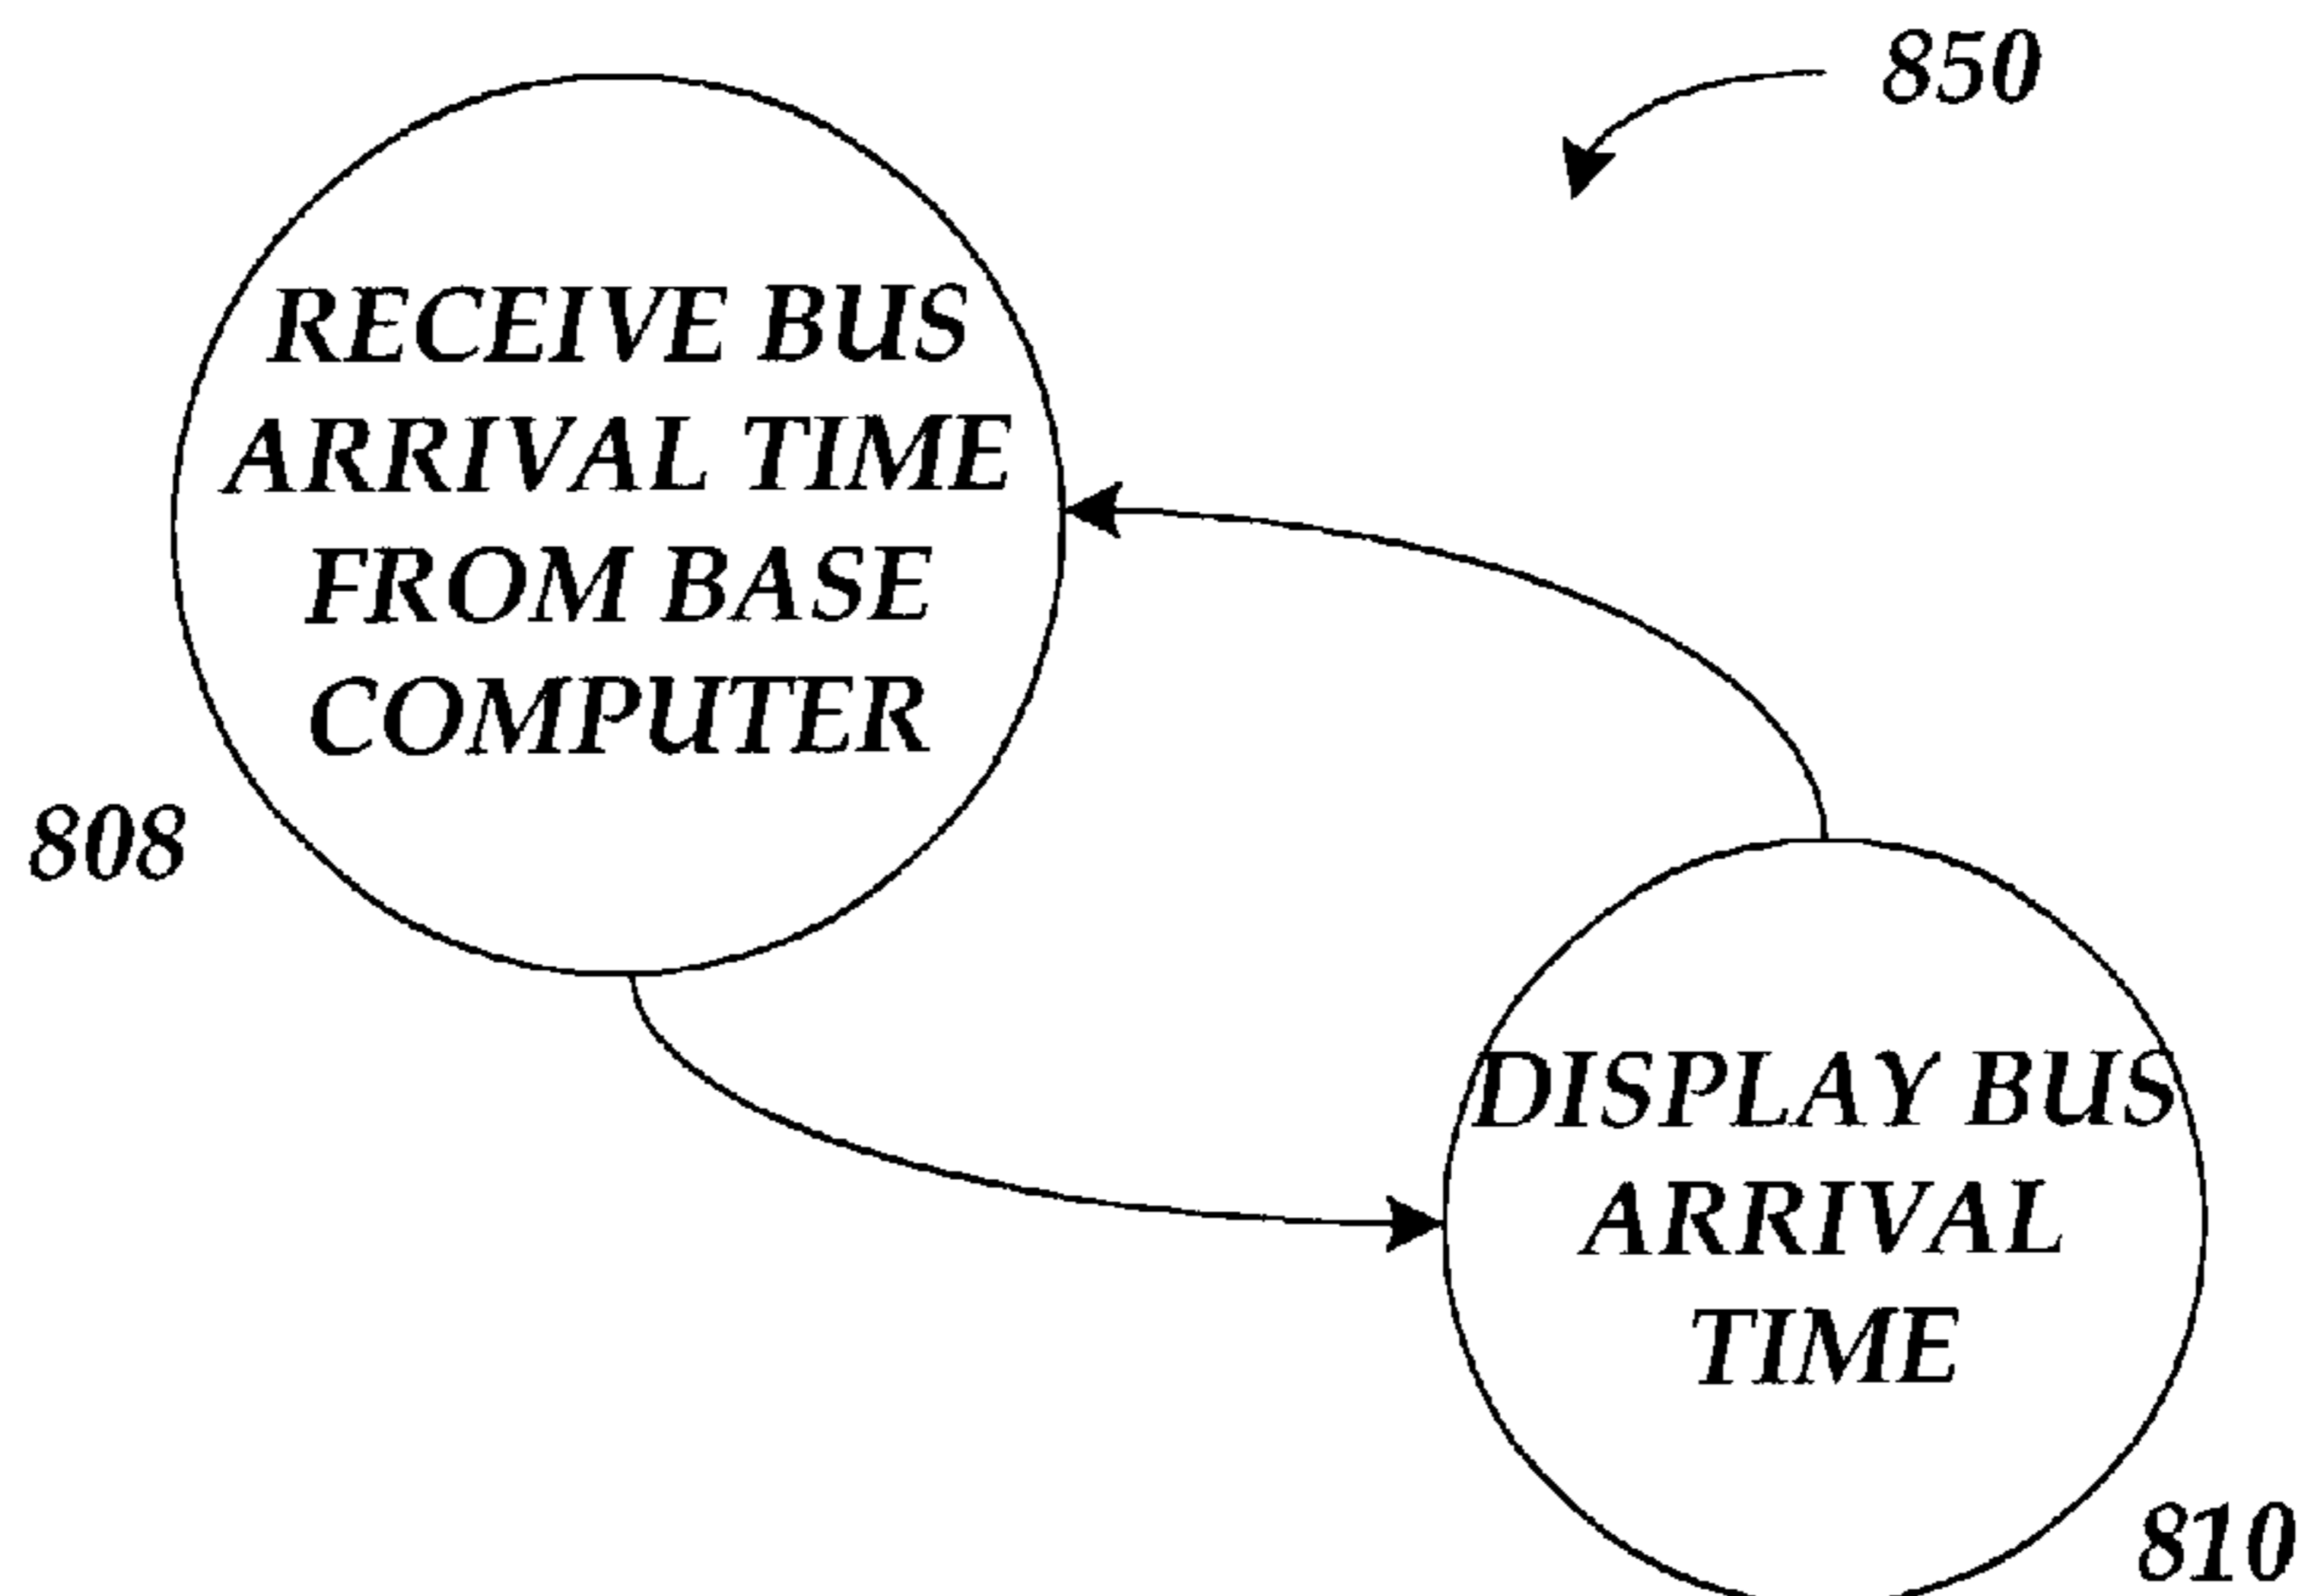 850
RECEIVE BUS
ARRIVAL TIME
FROM BASE
COMPUTER
808
DISPLAY BUS
ARRIVAL
TIME
810